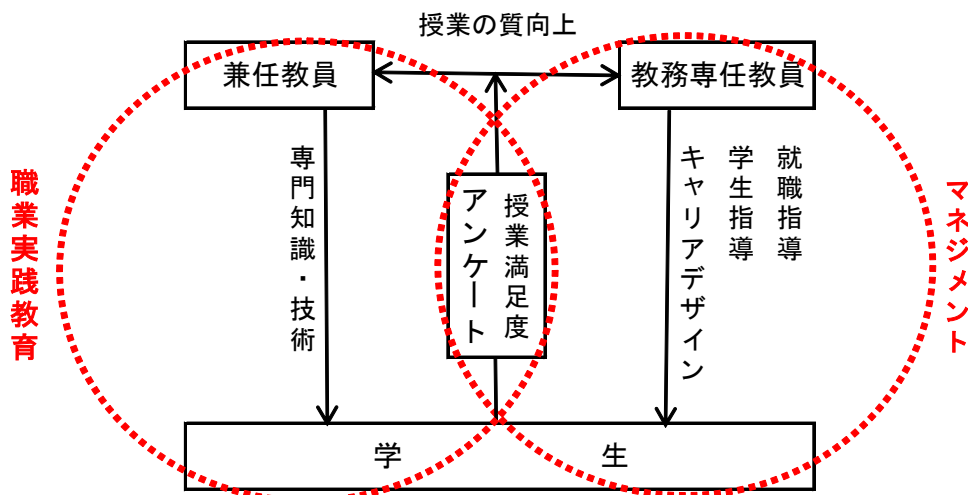 授業の質向上
兼任教員
教務専任教員
職業実践教育
専門知識・技術
授業満足度
アンケート
就職指導
学生指導
キャリアデザイン
マネジメント
学生